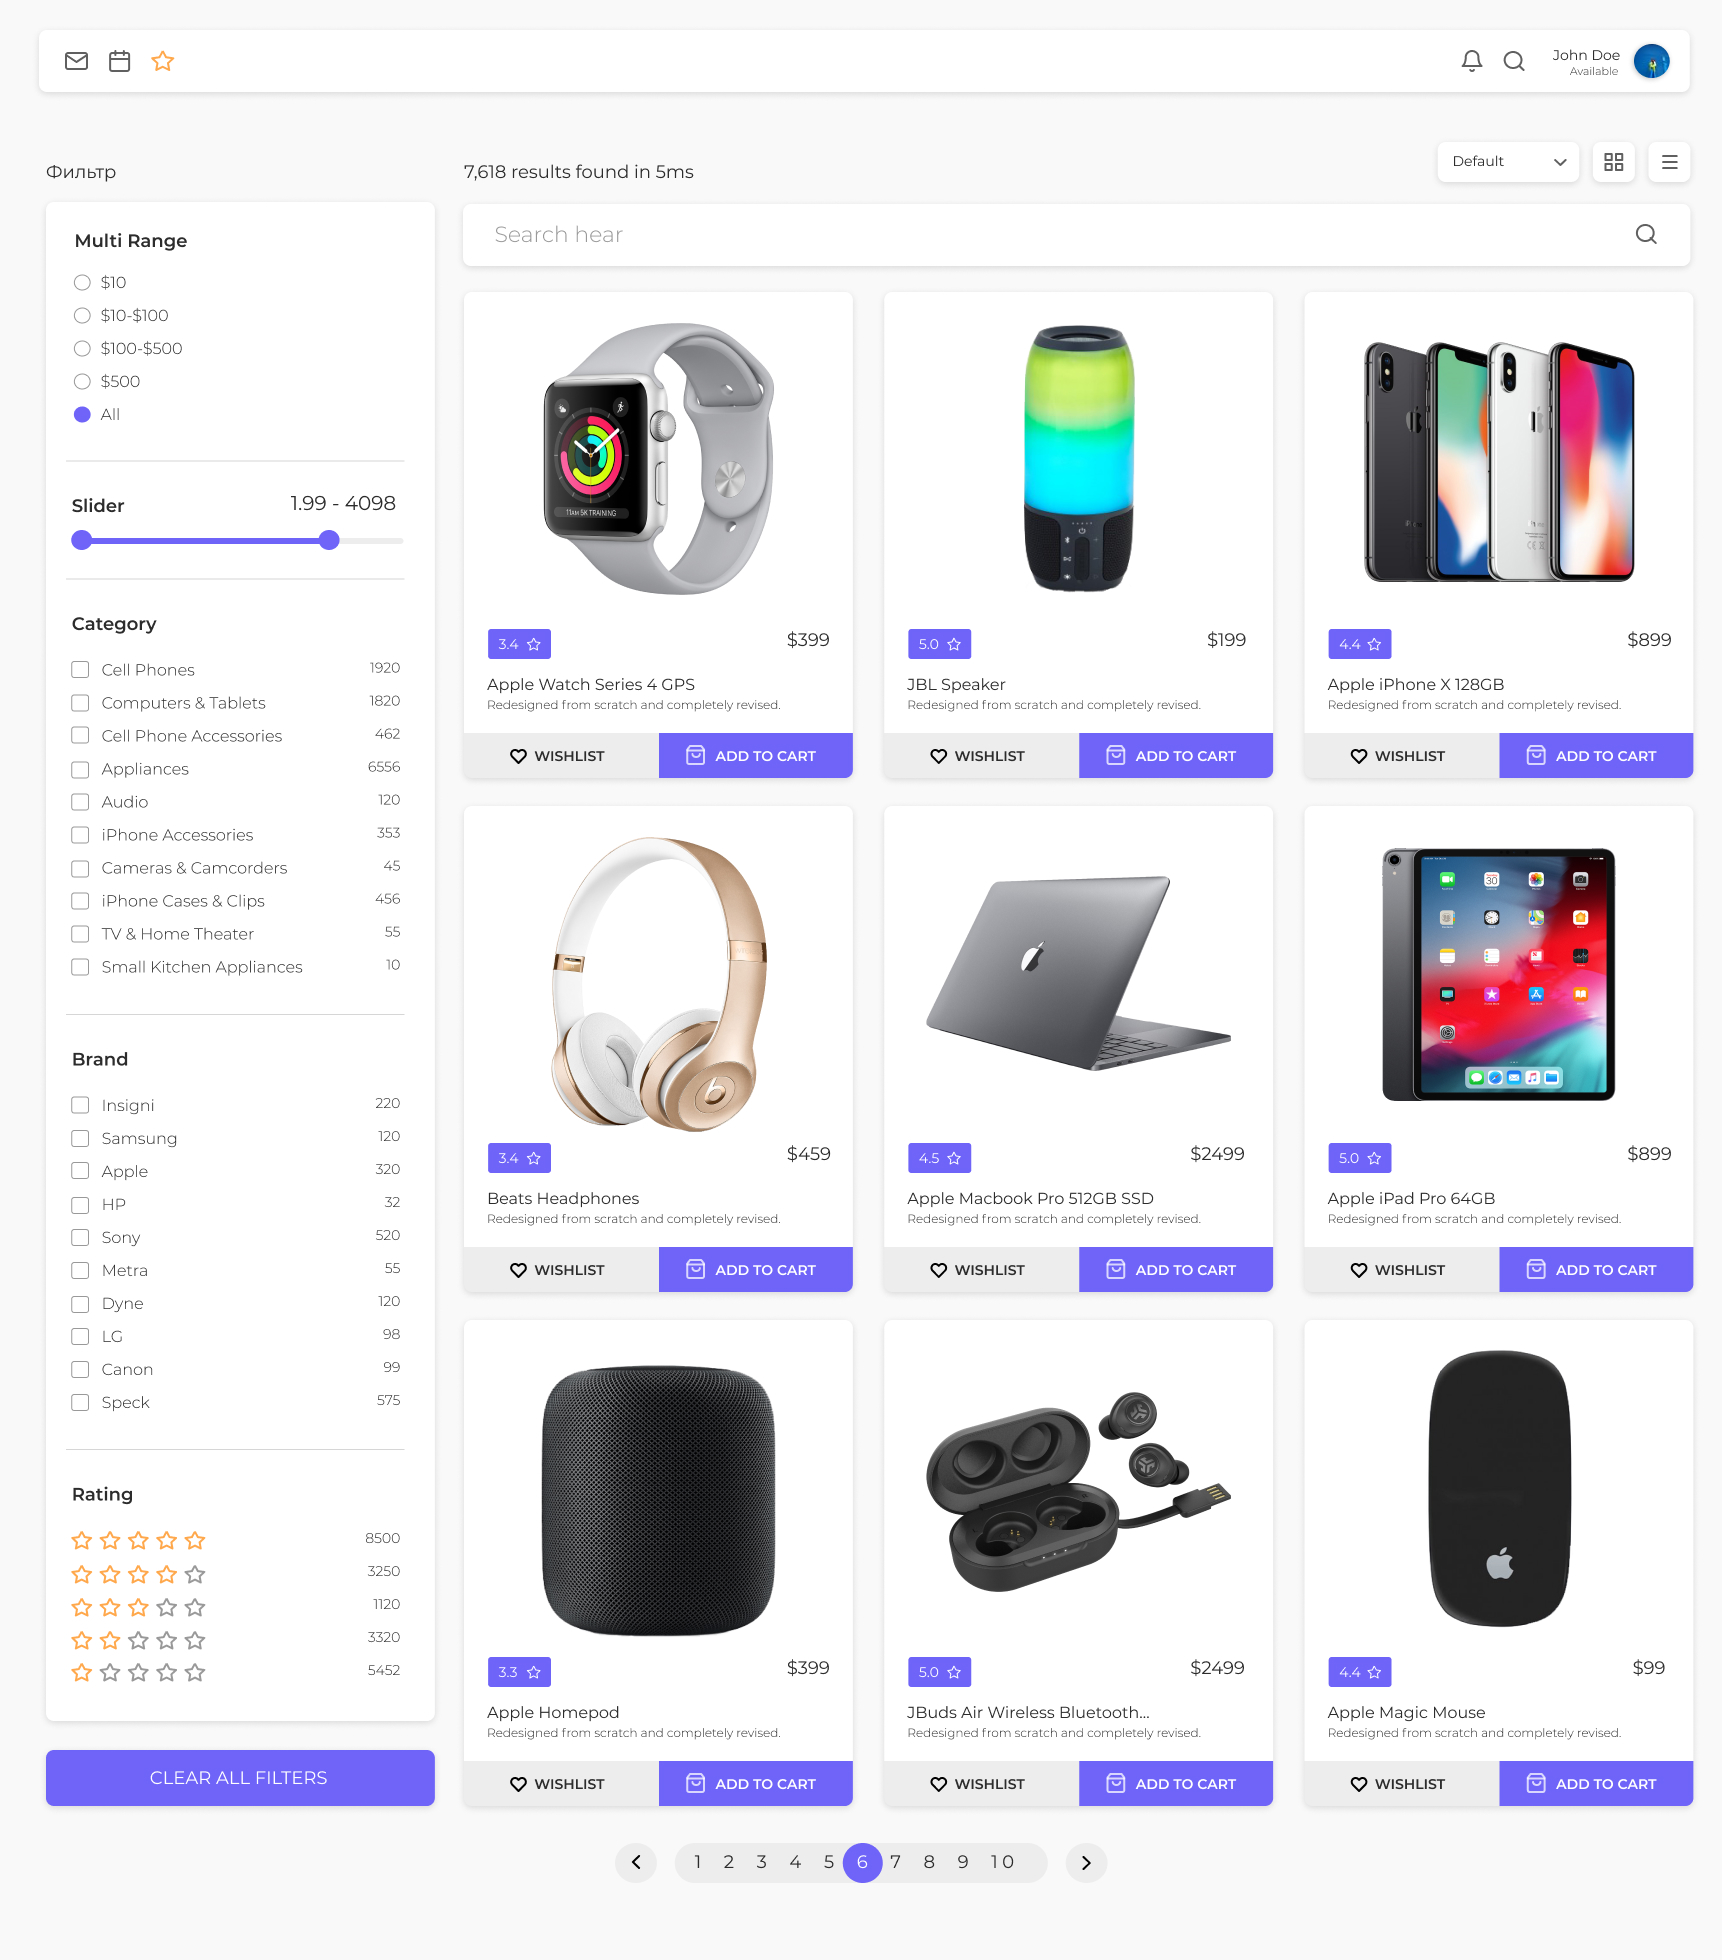 John Doe
Available
Фильтр
7,618 results found in 5ms
Default
Search hear
Multi Range
$10
$10-$100
$100-$500
$500
All
Slider
1.99 - 4098
Category
Cell Phones 1920
Computers & Tablets 1820
Cell Phone Accessories 462
Appliances 6556
Audio 120
iPhone Accessories 353
Cameras & Camcorders 45
iPhone Cases & Clips 456
TV & Home Theater 55
Small Kitchen Appliances 10
Brand
Insigni 220
Samsung 120
Apple 320
HP 32
Sony 520
Metra 55
Dyne 120
LG 98
Canon 99
Speck 575
Rating
8500
3250
1120
3320
5452
CLEAR ALL FILTERS
11AM 5K TRAINING
3.4 $399
Apple Watch Series 4 GPS
Redesigned from scratch and completely revised.
WISHLIST ADD TO CART
5.0 $199
JBL Speaker
Redesigned from scratch and completely revised.
WISHLIST ADD TO CART
4.4 $899
Apple iPhone X 128GB
Redesigned from scratch and completely revised.
WISHLIST ADD TO CART
3.4 $459
Beats Headphones
Redesigned from scratch and completely revised.
WISHLIST ADD TO CART
4.5 $2499
Apple Macbook Pro 512GB SSD
Redesigned from scratch and completely revised.
WISHLIST ADD TO CART
30
5.0 $899
Apple iPad Pro 64GB
Redesigned from scratch and completely revised.
WISHLIST ADD TO CART
3.3 $399
Apple Homepod
Redesigned from scratch and completely revised.
WISHLIST ADD TO CART
5.0 $2499
JBuds Air Wireless Bluetooth...
Redesigned from scratch and completely revised.
WISHLIST ADD TO CART
4.4 $99
Apple Magic Mouse
Redesigned from scratch and completely revised.
WISHLIST ADD TO CART
1 2 3 4 5 6 7 8 9 10